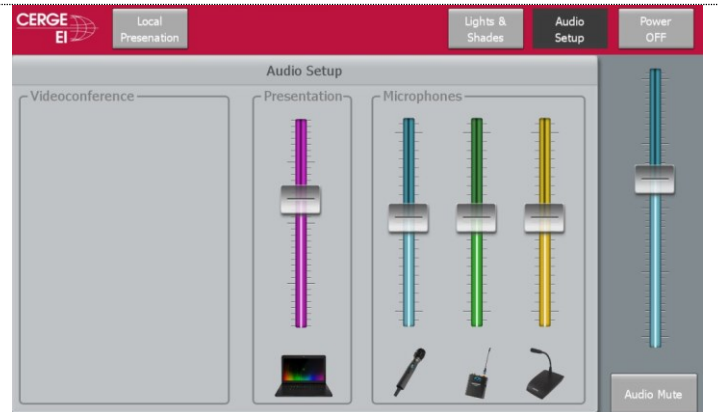 CERGE
EI
Local
Presenation
Lights &
Shades
Audio
Setup
Power
OFF
Audio Setup
Videoconference
Presentation
Microphones
Audio Mute